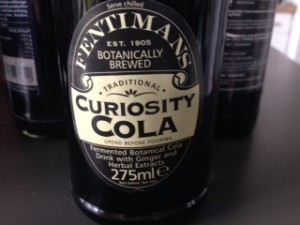 Serve chilled
FENTIMANS
EST. 1905
BOTANICALLY
BREWED
TRADITIONAL
CURIOSITY
COLA
UPEND BEFORE POURING
Fermented Botanical Cola
Drink with Ginger and
Herbal Extracts
275ml e